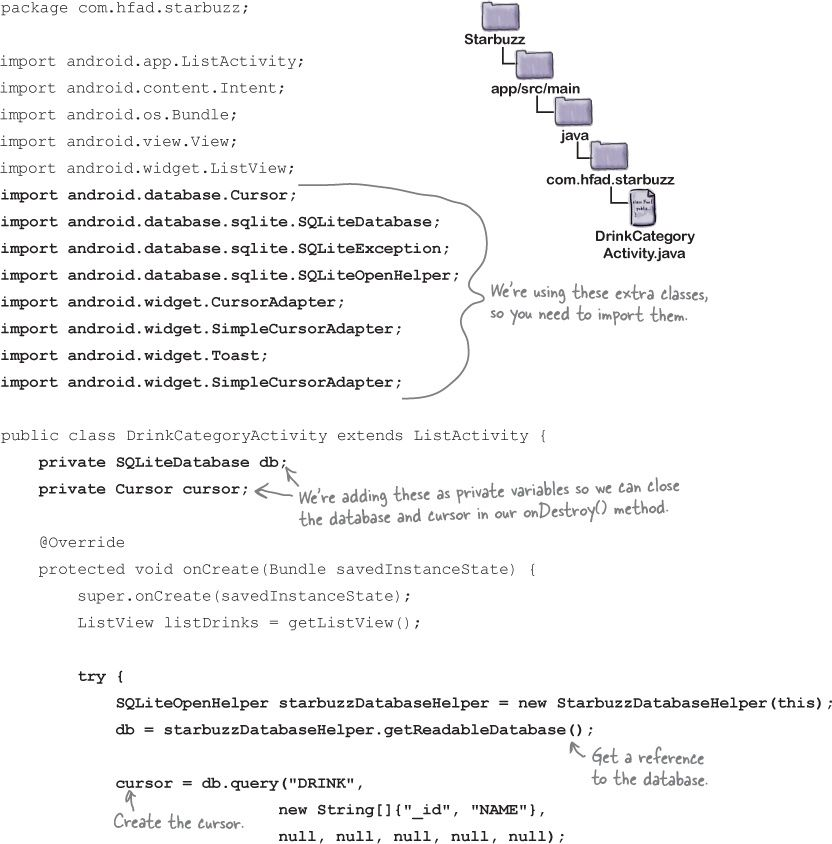 package com.hfad.starbuzz;
Starbuzz
import android.app.ListActivity;
import android.content.Intent;
app/src/main
import android.os.Bundle;
import android.view.View;
java
import android.widget.ListView;
com.hfad.starbuzz
import android.database.Cursor;
import android.database.sqlite.SQLiteDatabase;
DrinkCategory
Activity.java
import android.database.sqlite.SQLiteException;
import android.database.sqlite.SQLiteOpenHelper;
import android.widget.CursorAdapter;
import android.widget.SimpleCursorAdapter;
import android.widget.Toast;
import android.widget.SimpleCursorAdapter;
We're using these extra classes,
so you need to import them.
public class DrinkCategoryActivity extends ListActivity {
private SQLiteDatabase db;
private Cursor cursor;
We're adding these as private variables so we can close
the database and cursor in our onDestroy() method.
@Override
protected void onCreate(Bundle savedInstanceState) {
super.onCreate(savedInstanceState);
ListView listDrinks = getListView();
try {
SQLiteOpenHelper starbuzzDatabaseHelper = new StarbuzzDatabaseHelper(this);
db = starbuzzDatabaseHelper.getReadableDatabase();
Get a reference
to the database.
cursor = db.query("DRINK",
new String[]{"_id", "NAME"},
null, null, null, null, null);
Create the cursor.